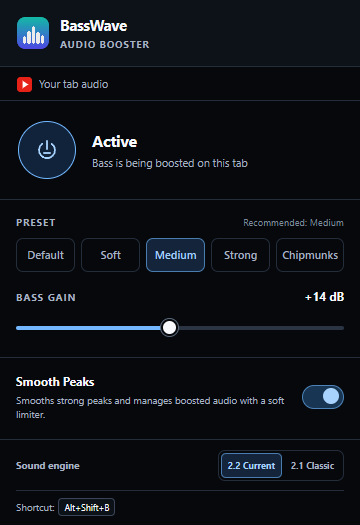 BassWave
AUDIO BOOSTER
Your tab audio
Active
Bass is being boosted on this tab
PRESET
Recommended: Medium
Default
Soft
Medium
Strong
Chipmunks
BASS GAIN
+14 dB
Smooth Peaks
Smooths strong peaks and manages boosted audio with a soft
limiter.
Sound engine
2.2 Current
2.1 Classic
Shortcut: Alt+Shift+B